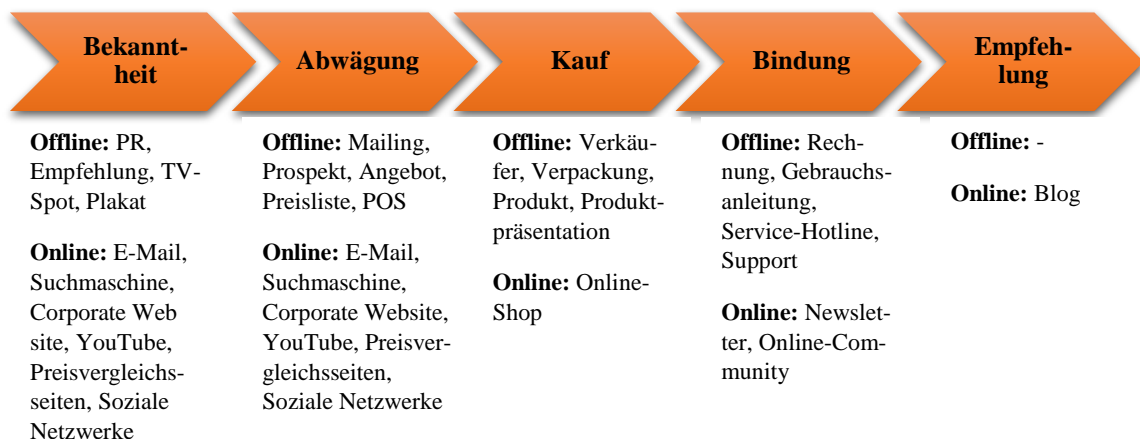 Bekannt-
heit
Abwägung
Kauf
Bindung
Empfeh-
lung
Offline: PR,
Empfehlung, TV-
Spot, Plakat
Online: E-Mail,
Suchmaschine,
Corporate Web
site, YouTube,
Preisvergleichs-
seiten, Soziale
Netzwerke
Offline: Mailing,
Prospekt, Angebot,
Preisliste, POS
Online: E-Mail,
Suchmaschine,
Corporate Website,
YouTube, Preisver-
gleichsseiten,
Soziale Netzwerke
Offline: Verkäu-
fer, Verpackung,
Produkt, Produkt-
präsentation
Online: Online-
Shop
Offline: Rech-
nung, Gebrauchs-
anleitung,
Service-Hotline,
Support
Online: Newslet-
ter, Online-Com-
munity
Offline: -
Online: Blog